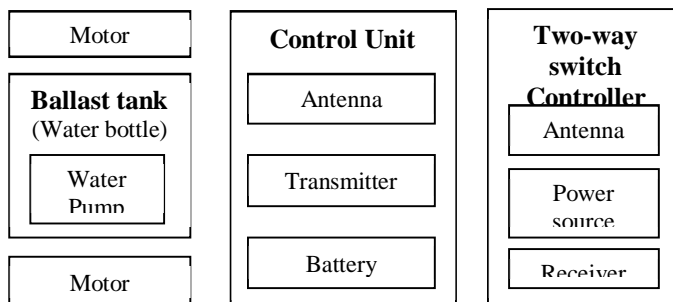 Motor
Ballast tank
(Water bottle)
Water
Pump
Motor
Control Unit
Antenna
Transmitter
Battery
Two-way
switch
Controller
Antenna
Power
source
Receiver